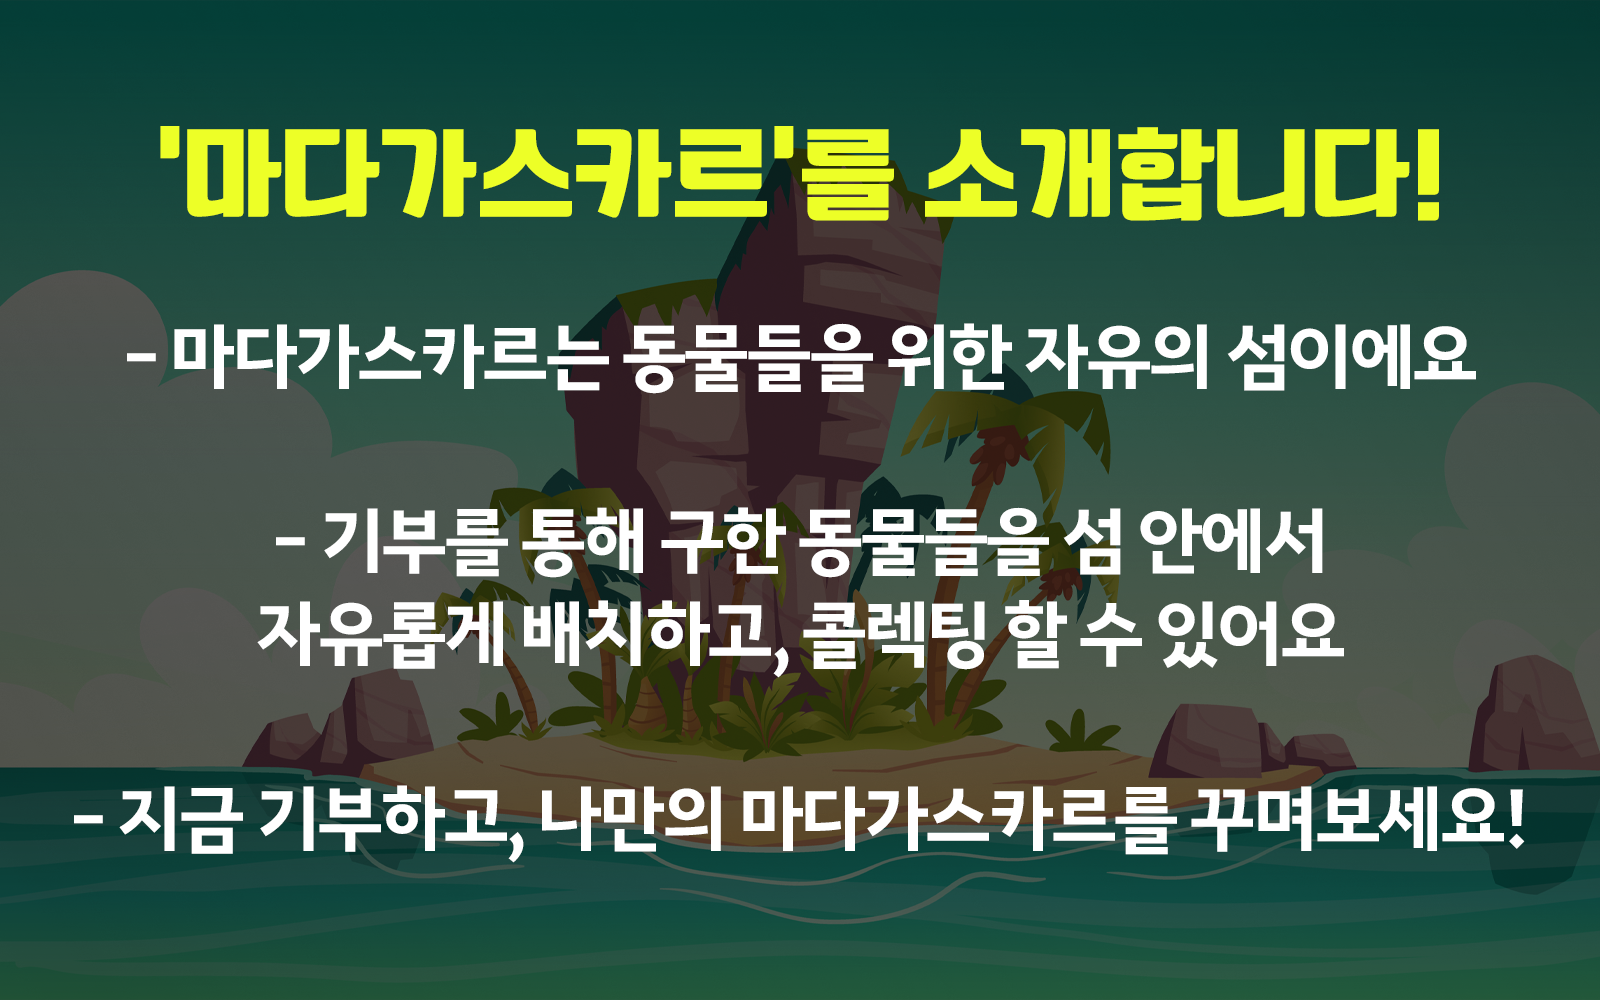 '마다가스카르'를 소개합니다!
- 마다가스카르는 동물들을 위한 자유의 섬이에요
- 기부를 통해 구한 동물들을 섬 안에서
자유롭게 배치하고, 콜렉팅 할 수 있어요
- 지금 기부하고, 나만의 마다가스카르를 꾸며보세요!